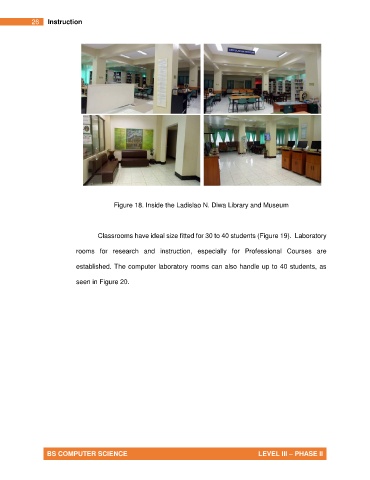 26 Instruction
Figure 18. Inside the Ladislao N. Diwa Library and Museum
Classrooms have ideal size fitted for 30 to 40 students (Figure 19). Laboratory
rooms for research and instruction, especially for Professional Courses are
established. The computer laboratory rooms can also handle up to 40 students, as
seen in Figure 20.
BS COMPUTER SCIENCE LEVEL III – PHASE II